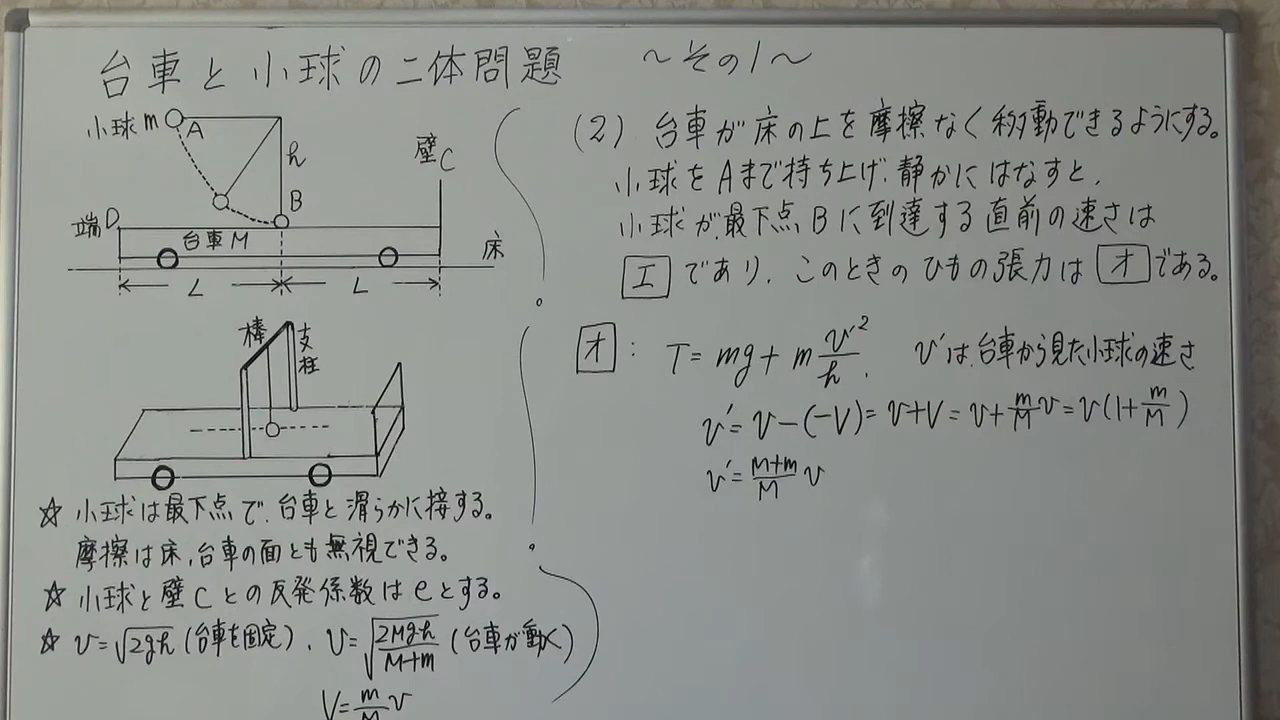 台車と小球の二体問題 ～その1～
小球m
A
h
B
壁C
端D
台車M
床
L
L
棒
支柱
☆ 小球は最下点で、台車と滑らかに接する。
摩擦は床、台車の面とも無視できる。
☆ 小球と壁Cとの反発係数はeとする。
☆ v=√2gh (台車を固定)、v=√(2Mgh/(M+m)) (台車が動く)
V=m/M v
(2) 台車が床の上を摩擦なく移動できるようにする。
小球をAまで持ち上げ、静かにはなすと、
小球が、最下点Bに到達する直前の速さは
エ であり、このときのひもの張力は オ である。
オ : T=mg+m v'²/h . v'は、台車から見た小球の速さ
v'=v-(-V)=v+V=v+m/M v=v(1+m/M)
v'=(M+m)/M v